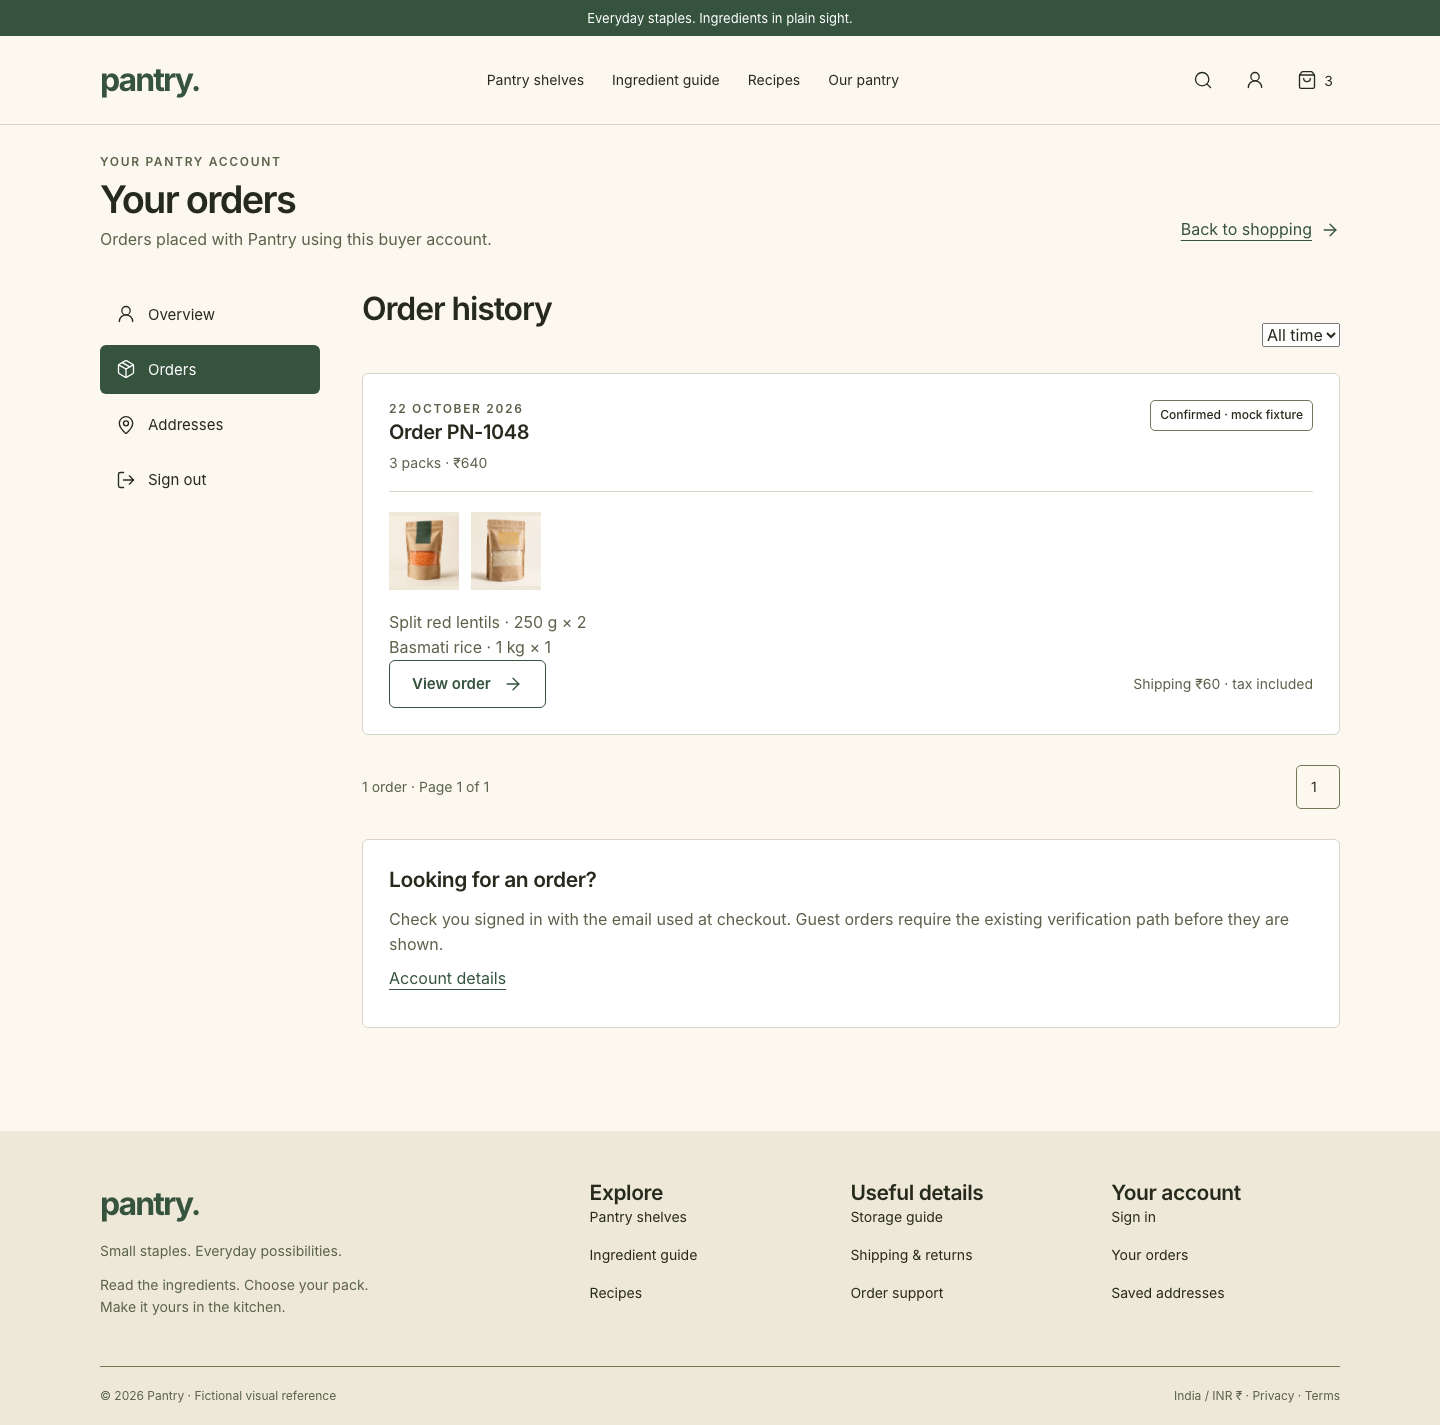 Everyday staples. Ingredients in plain sight.
pantry.
Pantry shelves
Ingredient guide
Recipes
Our pantry
3
YOUR PANTRY ACCOUNT
Your orders
Orders placed with Pantry using this buyer account.
Back to shopping
Overview
Orders
Addresses
Sign out
Order history
All time
22 OCTOBER 2026
Order PN-1048
3 packs · ₹640
Confirmed · mock fixture
Split red lentils · 250 g × 2
Basmati rice · 1 kg × 1
View order
Shipping ₹60 · tax included
1 order · Page 1 of 1
1
Looking for an order?
Check you signed in with the email used at checkout. Guest orders require the existing verification path before they are
shown.
Account details
pantry.
Small staples. Everyday possibilities.
Read the ingredients. Choose your pack.
Make it yours in the kitchen.
Explore
Pantry shelves
Ingredient guide
Recipes
Useful details
Storage guide
Shipping & returns
Order support
Your account
Sign in
Your orders
Saved addresses
© 2026 Pantry · Fictional visual reference
India / INR ₹ · Privacy · Terms